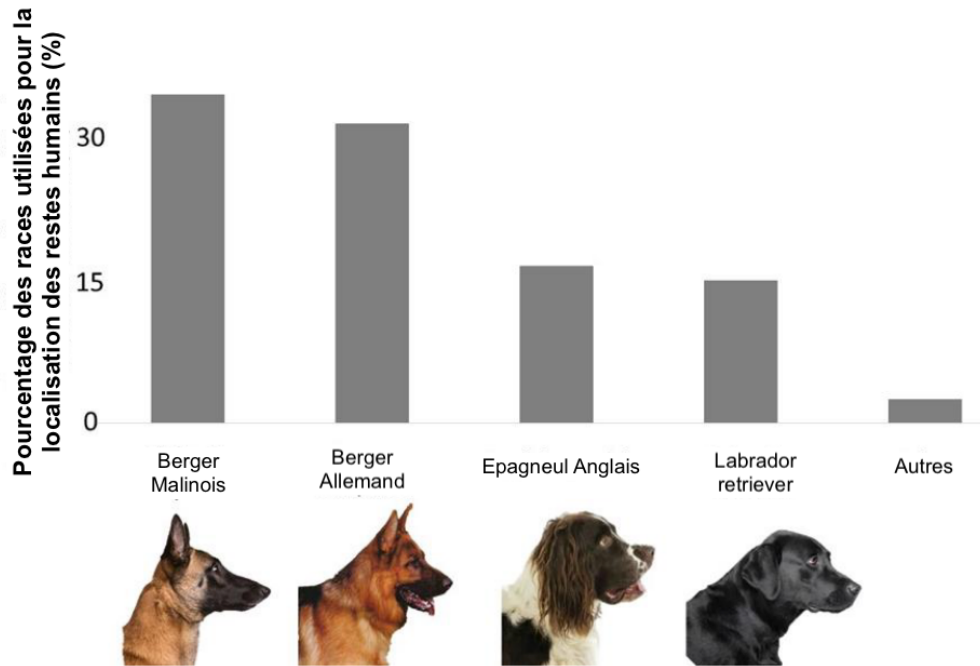 Pourcentage des races utilisées pour la
localisation des restes humains (%)
30
15
0
Berger
Malinois
Berger
Allemand
Epagneul Anglais
Labrador
retriever
Autres